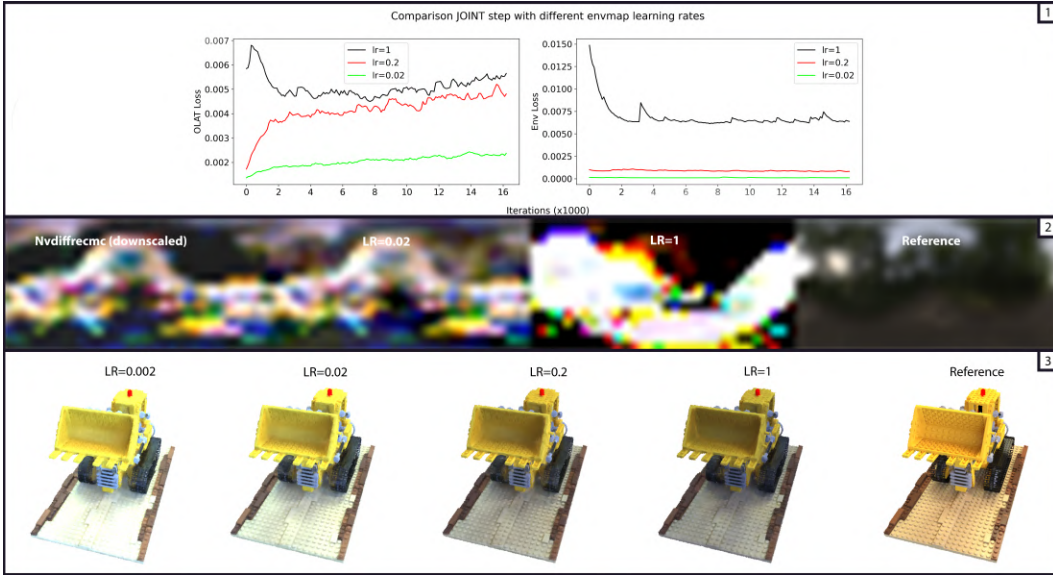 1
Comparison JOINT step with different envmap learning rates
0.007
0.006
0.005
0.004
0.003
0.002
OLAT Loss
lr=1
lr=0.2
lr=0.02
0 2 4 6 8 10 12 14 16
0.0150
0.0125
0.0100
0.0075
0.0050
0.0025
0.0000
Env Loss
lr=1
lr=0.2
lr=0.02
0 2 4 6 8 10 12 14 16
Iterations (x1000)
2
Nvdiffrecmc (downscaled) LR=0.02 LR=1 Reference
3
LR=0.002 LR=0.02 LR=0.2 LR=1 Reference